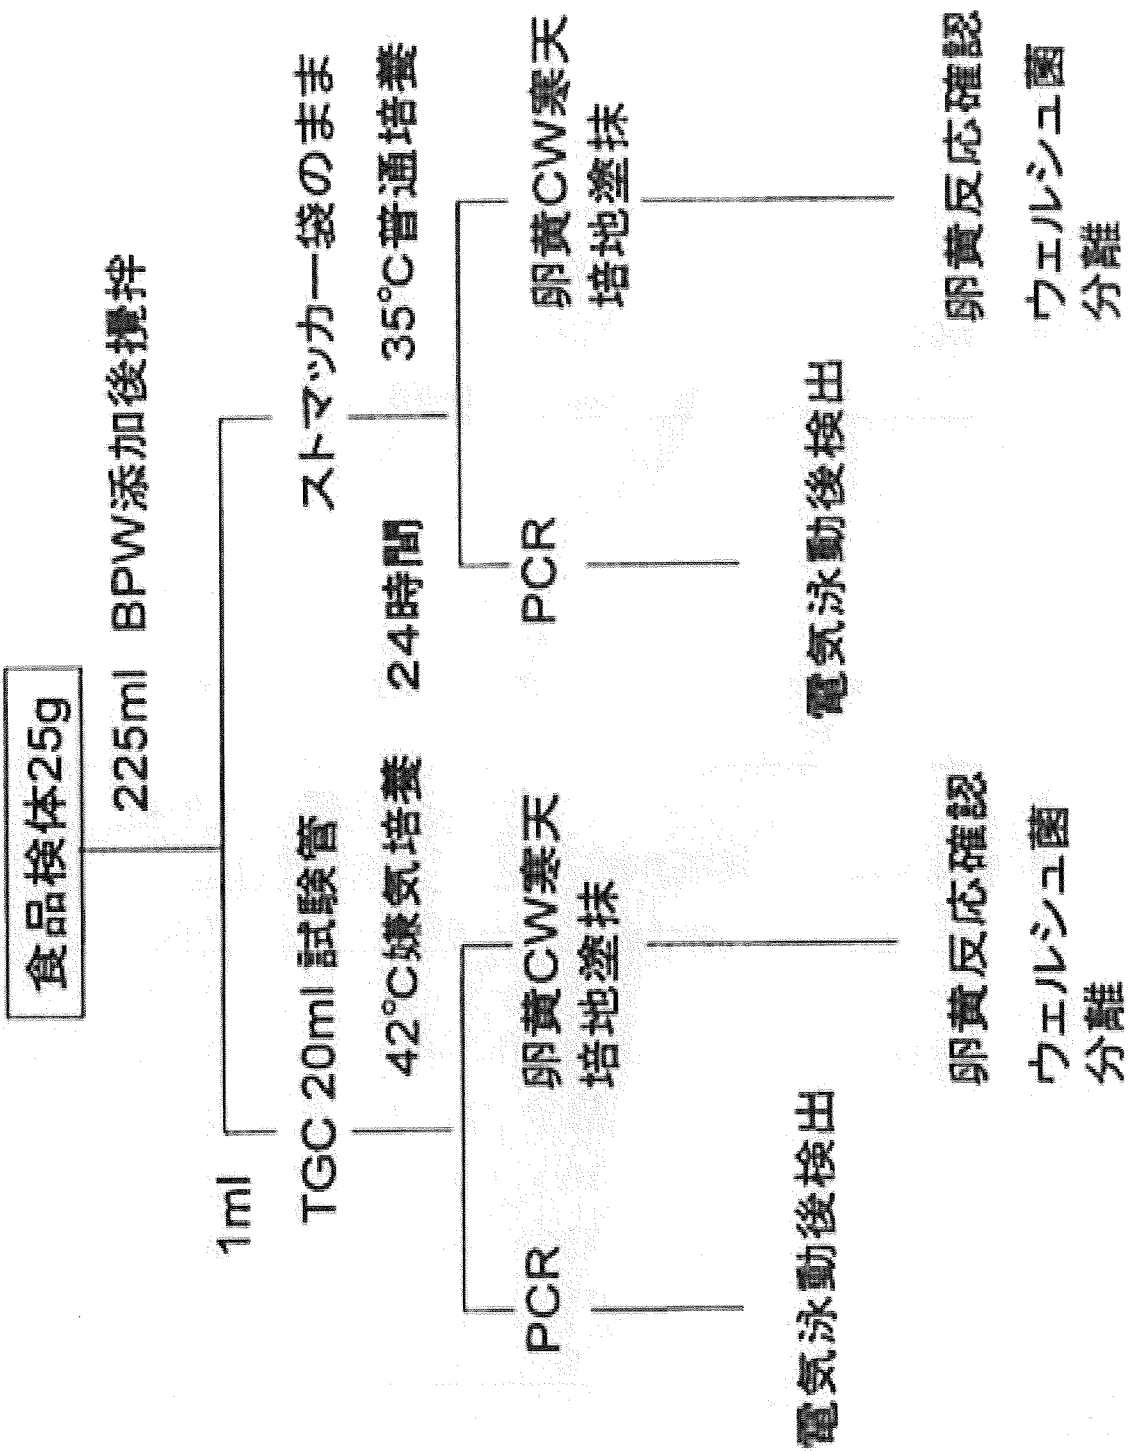 食品検体25g
225ml BPW添加後攪拌
1ml
TGC 20ml 試験管
ストマッカー袋のまま
42℃嫌気培養 24時間 35℃普通培養
PCR
卵黄CW寒天
培地塗抹
PCR
卵黄CW寒天
培地塗抹
電気泳動後検出
電気泳動後検出
卵黄反応確認
ウェルシュ菌
分離
卵黄反応確認
ウェルシュ菌
分離